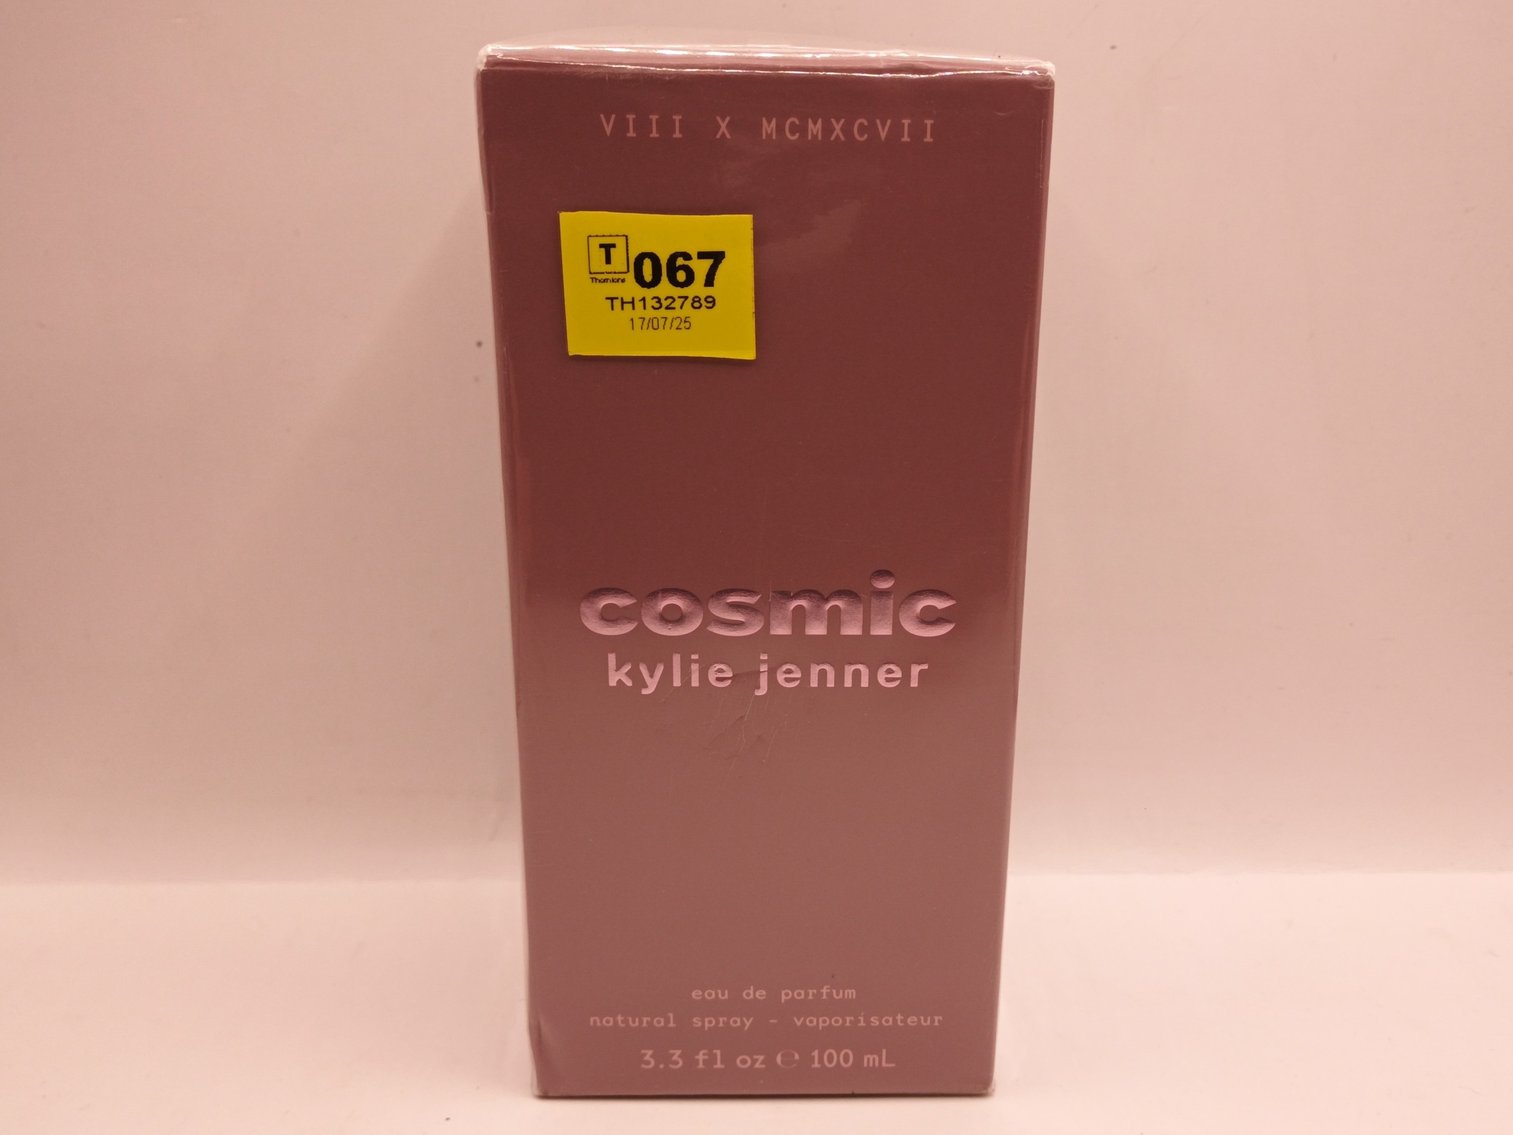 VIII X MCMXCVII
T 067
Thomtons
TH132789
17/07/25
cosmic
kylie jenner
eau de parfum
natural spray - vaporisateur
3.3 fl oz ℮ 100 mL